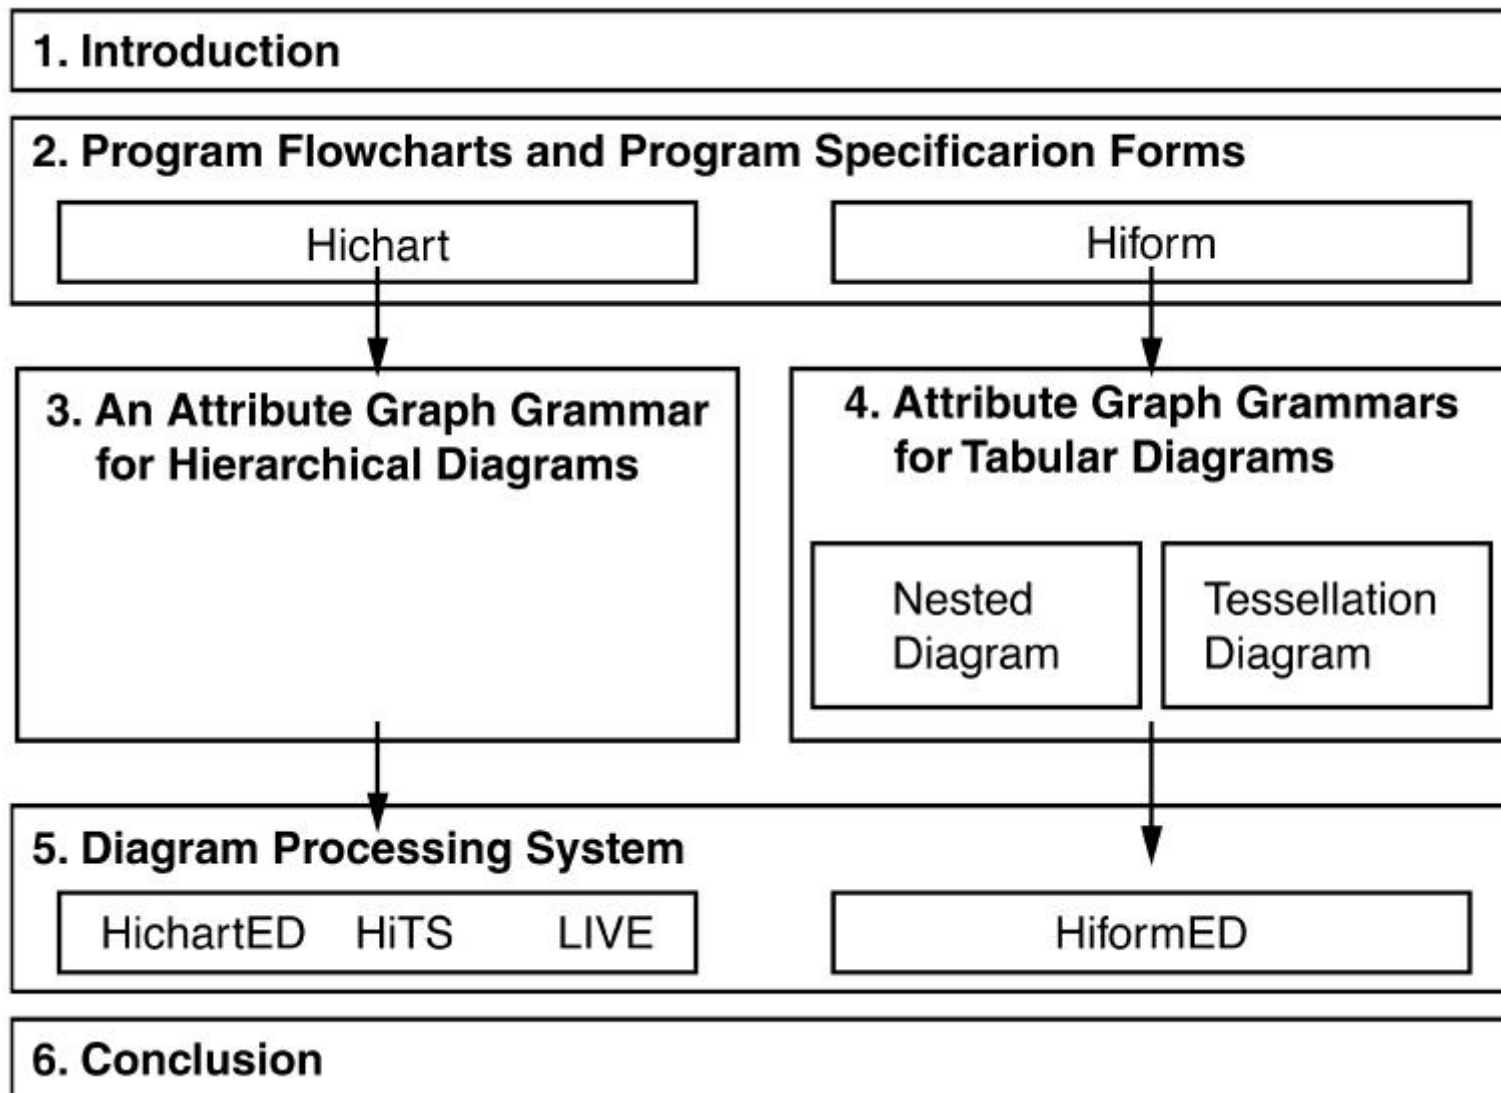 1. Introduction
2. Program Flowcharts and Program Specificarion Forms
Hichart
Hiform
3. An Attribute Graph Grammar
for Hierarchical Diagrams
4. Attribute Graph Grammars
for Tabular Diagrams
Nested
Diagram
Tessellation
Diagram
5. Diagram Processing System
HichartED HiTS LIVE
HiformED
6. Conclusion